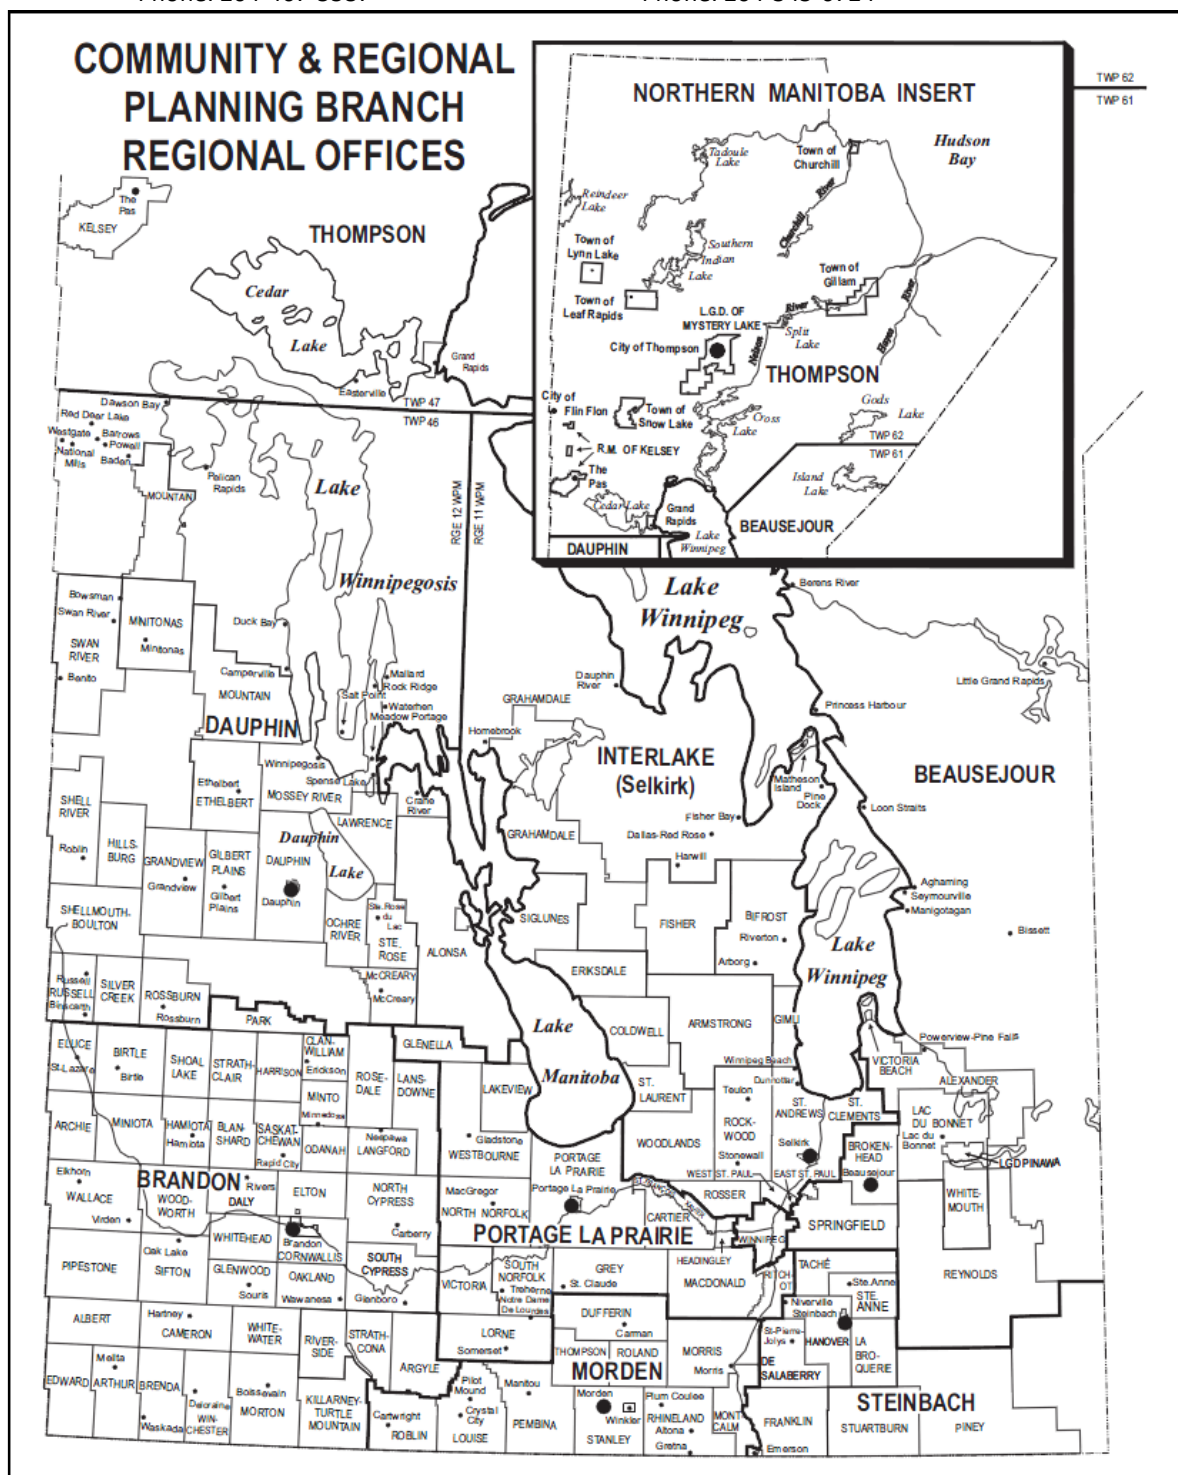 COMMUNITY & REGIONAL
PLANNING BRANCH
REGIONAL OFFICES
NORTHERN MANITOBA INSERT
TWP 62
TWP 61
Hudson
Bay
Tadoule
Lake
Town of
Churchill
Reindeer
Lake
Churchill
River
Town of
Lynn Lake
Southern
Indian
Lake
Town of
Leaf Rapids
Town of
Gillam
River
Hayes
L.G.D. OF
MYSTERY LAKE
River
Nelson
Split
Lake
City of Thompson
THOMPSON
City of
Flin Flon
Town of
Snow Lake
Cross
Lake
Gods
Lake
TWP 62
TWP 61
R.M. OF KELSEY
The
Pas
Island
Lake
Cedar Lake
Grand
Rapids
BEAUSEJOUR
Lake
Winnipeg
DAUPHIN
The
Pas
KELSEY
THOMPSON
Cedar
Lake
Grand
Rapids
Easterville
TWP 47
TWP 46
Dawson Bay
Red Deer Lake
Westgate
Barrows
Powell
National
Mills
Baden
Pelican
Rapids
MOUNTAIN
Lake
Winnipegosis
RGE 12 WPM
RGE 11 WPM
Lake
Winnipeg
Berens River
Bowsman
Swan River
MINITONAS
Minitonas
SWAN
RIVER
Benito
Duck Bay
Camperville
MOUNTAIN
DAUPHIN
Mallard
Rock Ridge
Salt Point
Waterhen
Meadow Portage
Dauphin
River
GRAHAMDALE
Homebrook
Little Grand Rapids
Princess Harbour
INTERLAKE
(Selkirk)
BEAUSEJOUR
Winnipegosis
Spence Lake
Ethelbert
ETHELBERT
MOSSEY RIVER
Crane
River
LAWRENCE
Matheson
Island
Pine
Dock
Loon Straits
Fisher Bay
Dallas-Red Rose
Harwill
GRAHAMDALE
SHELL
RIVER
Roblin
HILLS-
BURG
GRANDVIEW
Grandview
GILBERT
PLAINS
Gilbert
Plains
DAUPHIN
Dauphin
Dauphin
Lake
SHELLMOUTH-
BOULTON
OCHRE
RIVER
Ste. Rose
du
Lac
STE.
ROSE
ALONSA
SIGLUNES
FISHER
BIFROST
Riverton
Arborg
Aghaming
Seymourville
Manigotagan
Bissett
ERIKSDALE
Lake
Winnipeg
McCREARY
McCreary
Russell
RUSSELL
Binscarth
SILVER
CREEK
ROSSBURN
Rossburn
PARK
Lake
Manitoba
COLDWELL
ARMSTRONG
GIMLI
Powerview-Pine Falls
VICTORIA
BEACH
ALEXANDER
ELLICE
St-Lazare
BIRTLE
Birtle
SHOAL
LAKE
STRATH-
CLAIR
HARRISON
CLAN-
WILLIAM
Erickson
ROSE-
DALE
GLENELLA
LANS-
DOWNE
LAKEVIEW
ST.
LAURENT
Winnipeg Beach
Dunnottar
Teulon
ROCK-
WOOD
Stonewall
ST.
ANDREWS
ST.
CLEMENTS
LAC
DU BONNET
Lac du
Bonnet
LGD PINAWA
ARCHIE
MINIOTA
HAMIOTA
Hamiota
BLAN-
SHARD
SASKAT-
CHEWAN
Rapid City
MINTO
Minnedosa
ODANAH
Neepawa
LANGFORD
Gladstone
WESTBOURNE
PORTAGE
LA PRAIRIE
Portage La Prairie
WOODLANDS
Selkirk
BROKEN-
HEAD
Beausejour
WEST ST. PAUL
EAST ST. PAUL
Elkhorn
WALLACE
Virden
BRANDON
WOOD-
WORTH
DALY
Rivers
ELTON
NORTH
CYPRESS
Carberry
MacGregor
NORTH NORFOLK
PORTAGE LA PRAIRIE
ROSSER
CARTIER
WINNIPEG
SPRINGFIELD
WHITE-
MOUTH
Oak Lake
SIFTON
WHITEHEAD
Brandon
CORNWALLIS
PIPESTONE
GLENWOOD
Souris
OAKLAND
Wawanesa
SOUTH
CYPRESS
Glenboro
VICTORIA
SOUTH
NORFOLK
Treherne
Notre Dame
De Lourdes
GREY
St. Claude
HEADINGLEY
MACDONALD
RITCH-
OT
TACHÉ
Ste. Anne
STE.
ANNE
REYNOLDS
ALBERT
Hartney
CAMERON
WHITE-
WATER
RIVER-
SIDE
STRATH-
CONA
ARGYLE
LORNE
Somerset
DUFFERIN
Carman
THOMPSON
ROLAND
MORRIS
Morris
Niverville
Steinbach
St-Pierre-
Jolys
HANOVER
LA
BRO-
QUERIE
DE
SALABERRY
Melita
EDWARD
ARTHUR
BRENDA
Waskada
Deloraine
WIN-
CHESTER
Boissevain
MORTON
KILLARNEY-
TURTLE
MOUNTAIN
Cartwright
ROBLIN
Pilot
Mound
Crystal
City
LOUISE
Manitou
PEMBINA
MORDEN
Morden
Winkler
STANLEY
Plum Coulee
RHINELAND
Altona
Gretna
MONT
CALM
FRANKLIN
Emerson
STEINBACH
STUARTBURN
PINEY